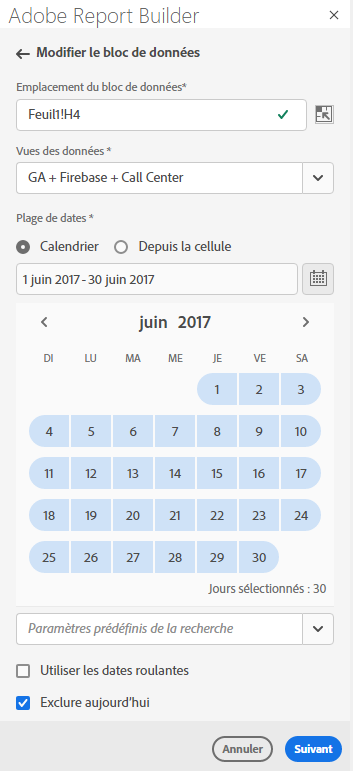 Adobe Report Builder
Modifier le bloc de données
Emplacement du bloc de données*
Feuil1!H4
Vues des données *
GA + Firebase + Call Center
Plage de dates *
Calendrier Depuis la cellule
1 juin 2017 - 30 juin 2017
juin 2017
DI LU MA ME JE VE SA
1 2 3
4 5 6 7 8 9 10
11 12 13 14 15 16 17
18 19 20 21 22 23 24
25 26 27 28 29 30
Jours sélectionnés : 30
Paramètres prédéfinis de la recherche
Utiliser les dates roulantes
Exclure aujourd'hui
Annuler Suivant